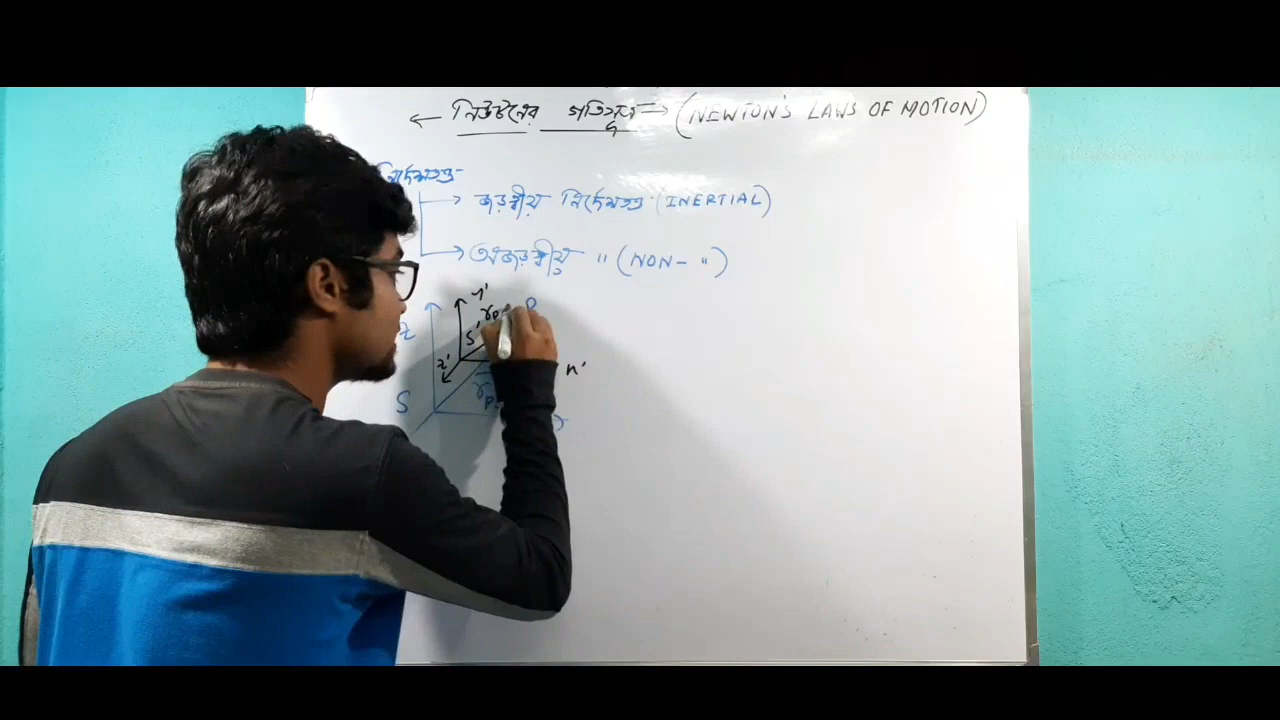 ← নিউটনের গতিসূত্র → (NEWTON'S LAWS OF MOTION)
নির্দেশতন্ত্র
→ জড়ত্বীয় নির্দেশতন্ত্র (INERTIAL)
→ অজড়ত্বীয় " (NON- ")
y'
r P
P
z
S'
z'
x'
S
r P